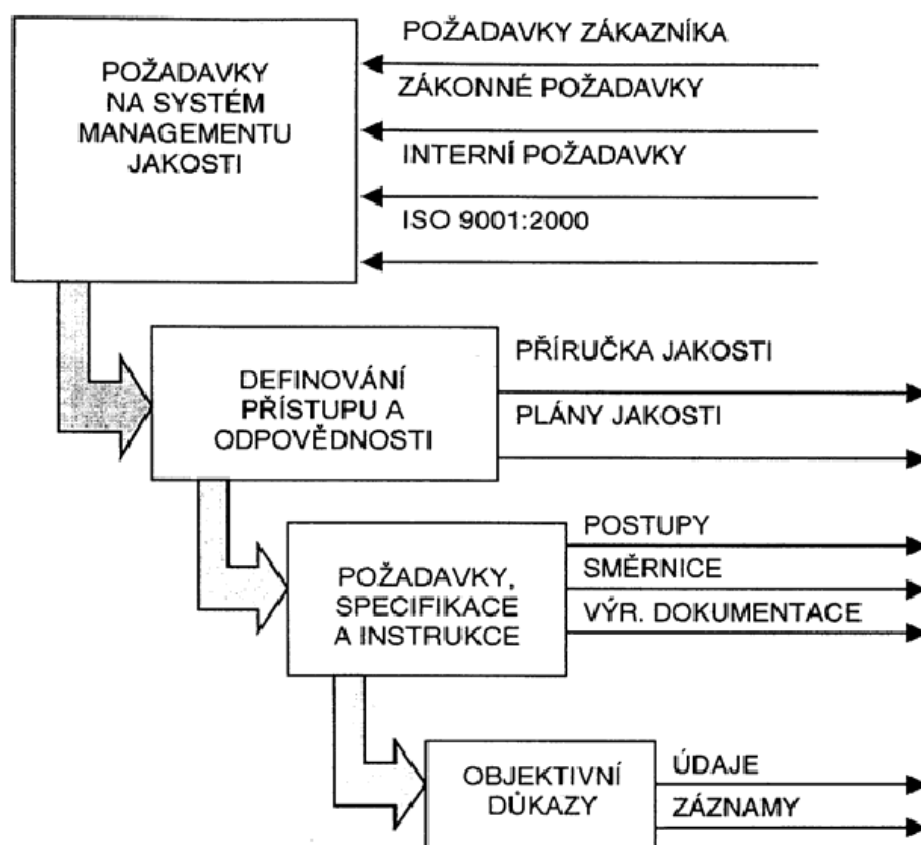 POŽADAVKY
NA SYSTÉM
MANAGEMENTU
JAKOSTI
POŽADAVKY ZÁKAZNÍKA
ZÁKONNÉ POŽADAVKY
INTERNÍ POŽADAVKY
ISO 9001:2000
DEFINOVÁNÍ
PŘÍSTUPU A
ODPOVĚDNOSTI
PŘÍRUČKA JAKOSTI
PLÁNY JAKOSTI
POŽADAVKY,
SPECIFIKACE
A INSTRUKCE
POSTUPY
SMĚRNICE
VÝR. DOKUMENTACE
OBJEKTIVNÍ
DŮKAZY
ÚDAJE
ZÁZNAMY